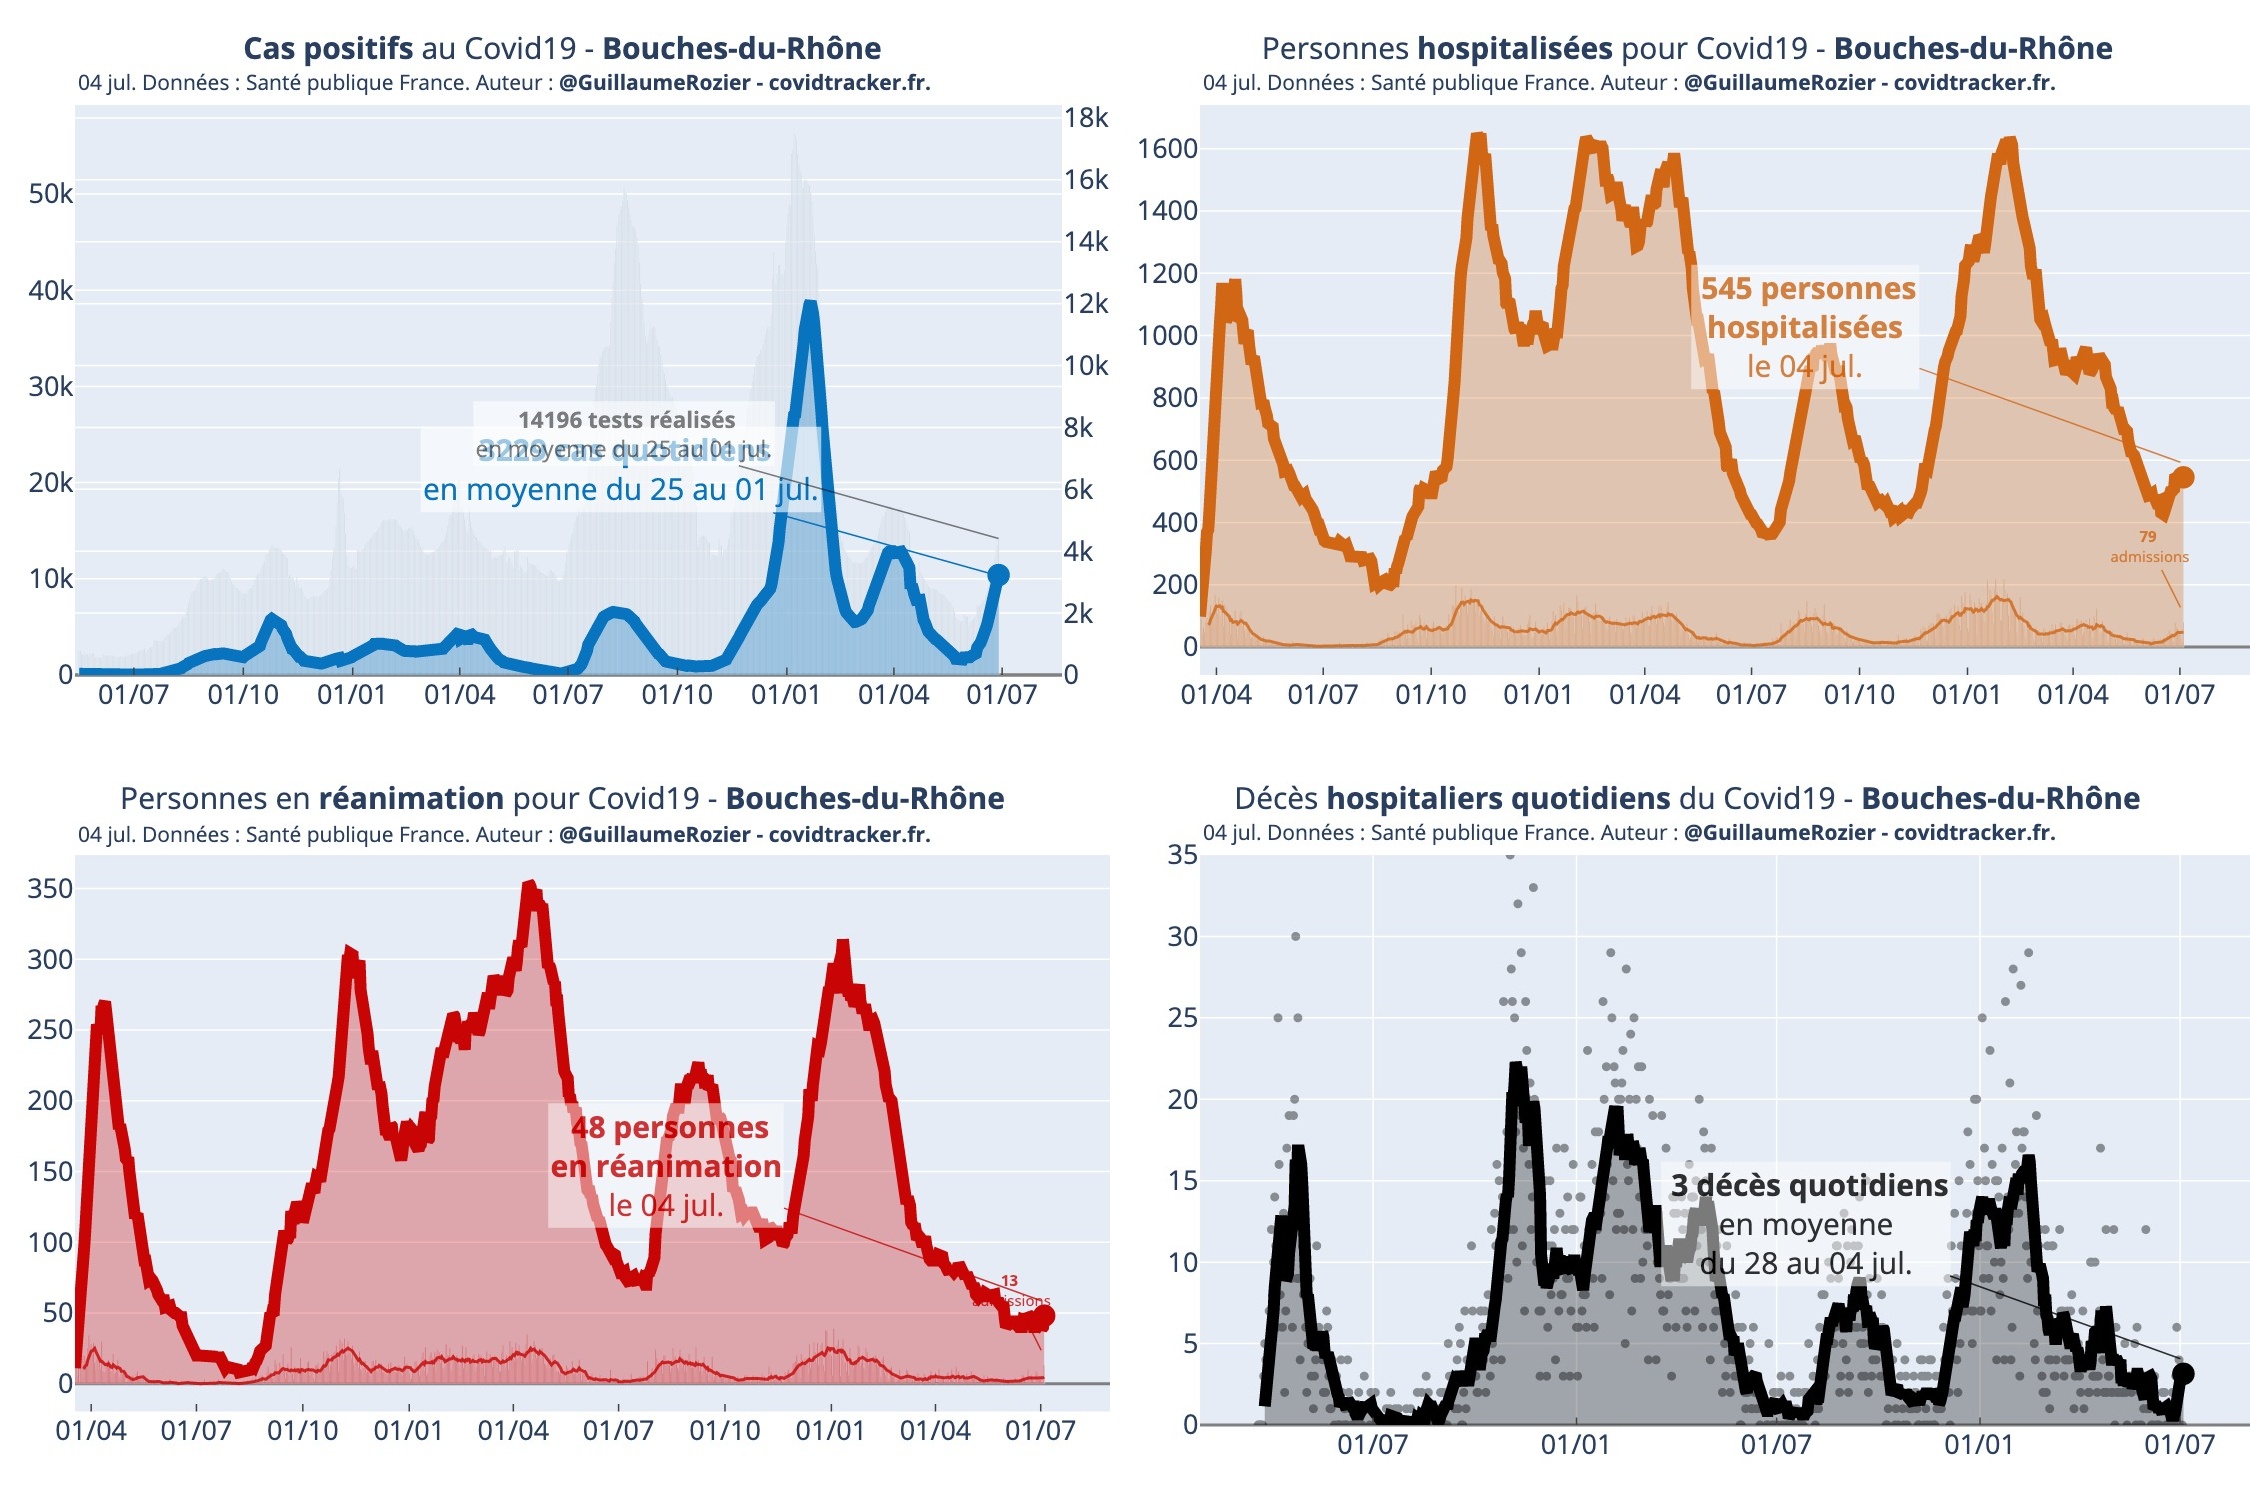 Cas positifs au Covid19 - Bouches-du-Rhône
04 jul. Données : Santé publique France. Auteur : @GuillaumeRozier - covidtracker.fr.
18k
16k
14k
12k
10k
8k
6k
4k
2k
0
50k
40k
30k
20k
10k
0
14196 tests réalisés
en moyenne du 25 au 01 jul.
3229 cas quotidiens
en moyenne du 25 au 01 jul.
01/07 01/10 01/01 01/04 01/07 01/10 01/01 01/04 01/07
Personnes hospitalisées pour Covid19 - Bouches-du-Rhône
04 jul. Données : Santé publique France. Auteur : @GuillaumeRozier - covidtracker.fr.
1600
1400
1200
1000
800
600
400
200
0
545 personnes
hospitalisées
le 04 jul.
79
admissions
01/04 01/07 01/10 01/01 01/04 01/07 01/10 01/01 01/04 01/07
Personnes en réanimation pour Covid19 - Bouches-du-Rhône
04 jul. Données : Santé publique France. Auteur : @GuillaumeRozier - covidtracker.fr.
350
300
250
200
150
100
50
0
48 personnes
en réanimation
le 04 jul.
13
admissions
01/04 01/07 01/10 01/01 01/04 01/07 01/10 01/01 01/04 01/07
Décès hospitaliers quotidiens du Covid19 - Bouches-du-Rhône
04 jul. Données : Santé publique France. Auteur : @GuillaumeRozier - covidtracker.fr.
35
30
25
20
15
10
5
0
3 décès quotidiens
en moyenne
du 28 au 04 jul.
01/07 01/01 01/07 01/01 01/07